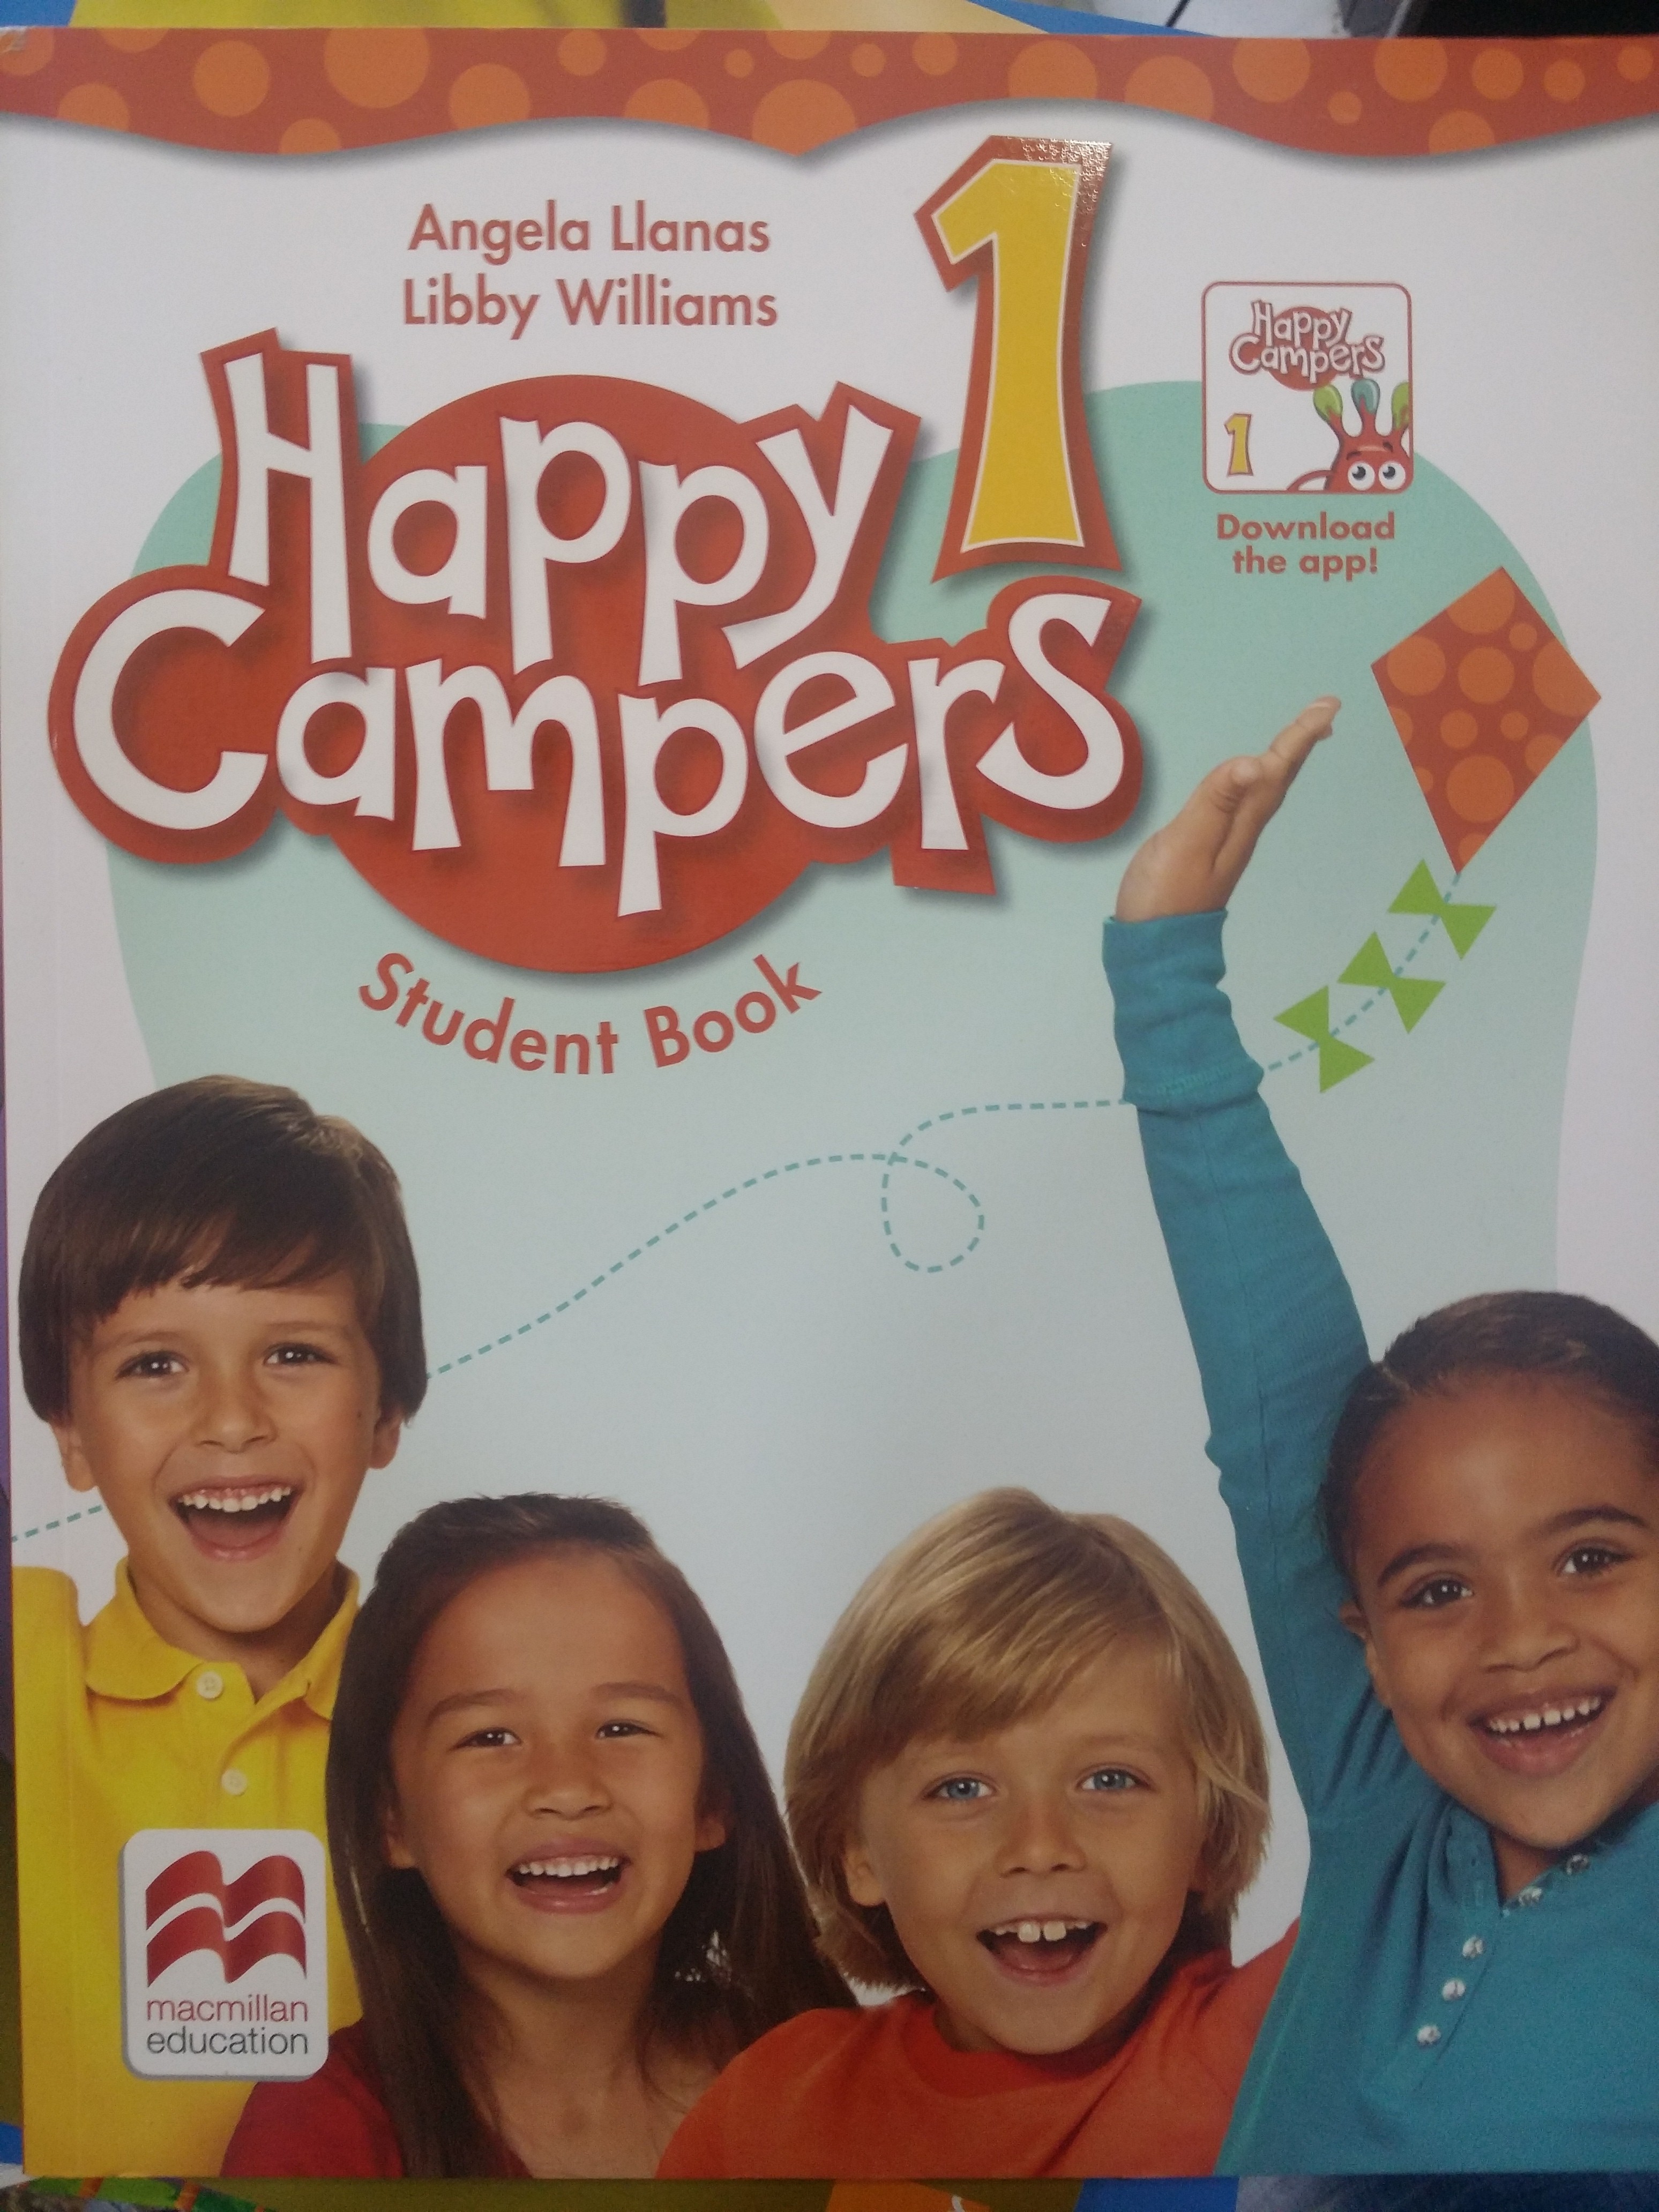 Angela Llanas
Libby Williams
1
Happy
Campers
Student Book
Happy
Campers
1
Download
the app!
macmillan
education